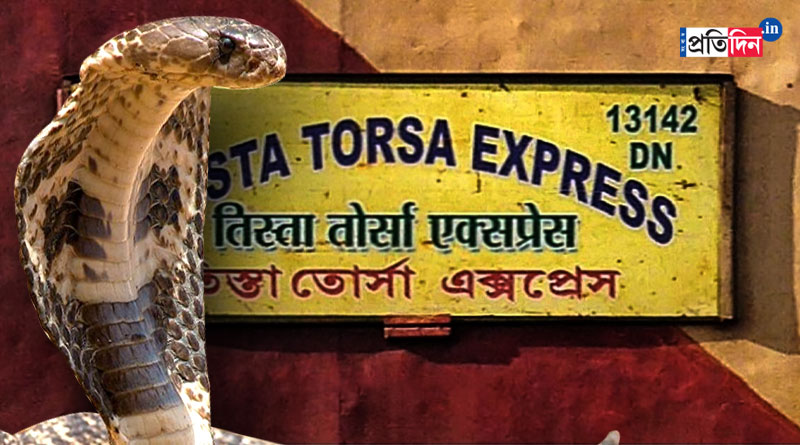 সংবাদ প্রতিদিন .in
STA TORSA EXPRESS
13142
DN
तिस्ता तोर्सा एक्सप्रेस
স্তা তোর্সা এক্সপ্রেস